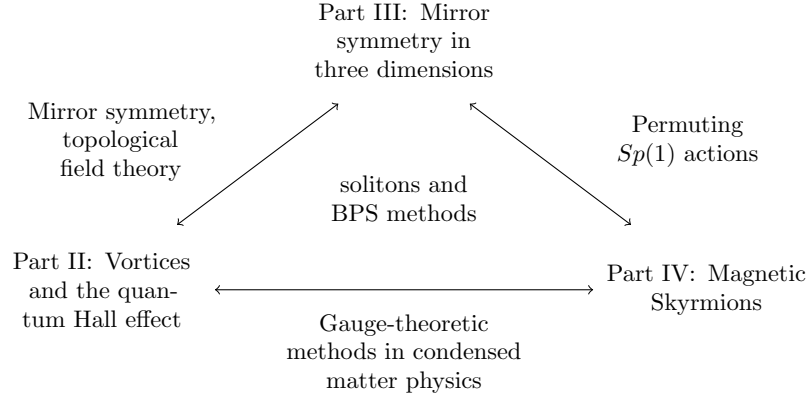 Part III: Mirror
symmetry in
three dimensions
Mirror symmetry,
topological
field theory
Permuting
Sp(1) actions
solitons and
BPS methods
Part II: Vortices
and the quan-
tum Hall effect
Part IV: Magnetic
Skyrmions
Gauge-theoretic
methods in condensed
matter physics